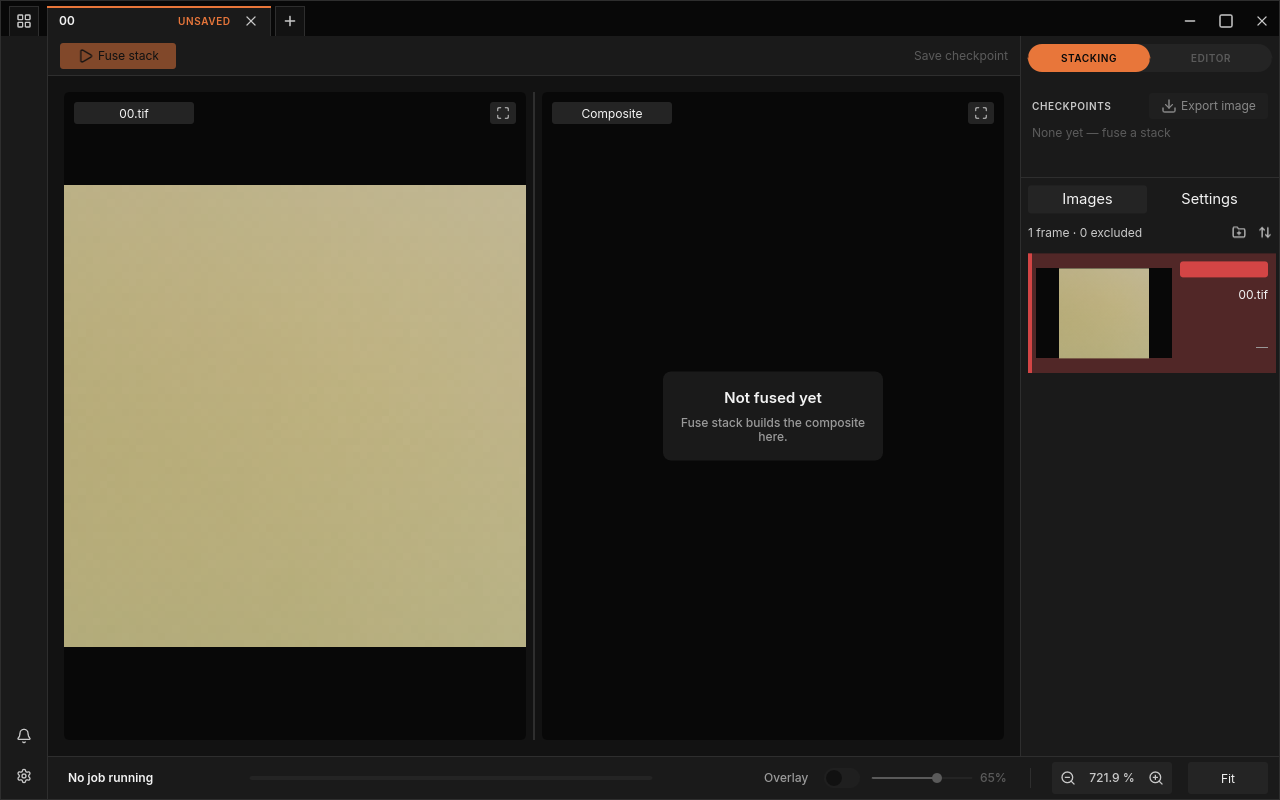 00
UNSAVED
Fuse stack
Save checkpoint
STACKING
EDITOR
00.tif
Composite
CHECKPOINTS
Export image
None yet — fuse a stack
Images
Settings
1 frame · 0 excluded
00.tif
—
Not fused yet
Fuse stack builds the composite
here.
No job running
Overlay
65%
721.9 %
Fit